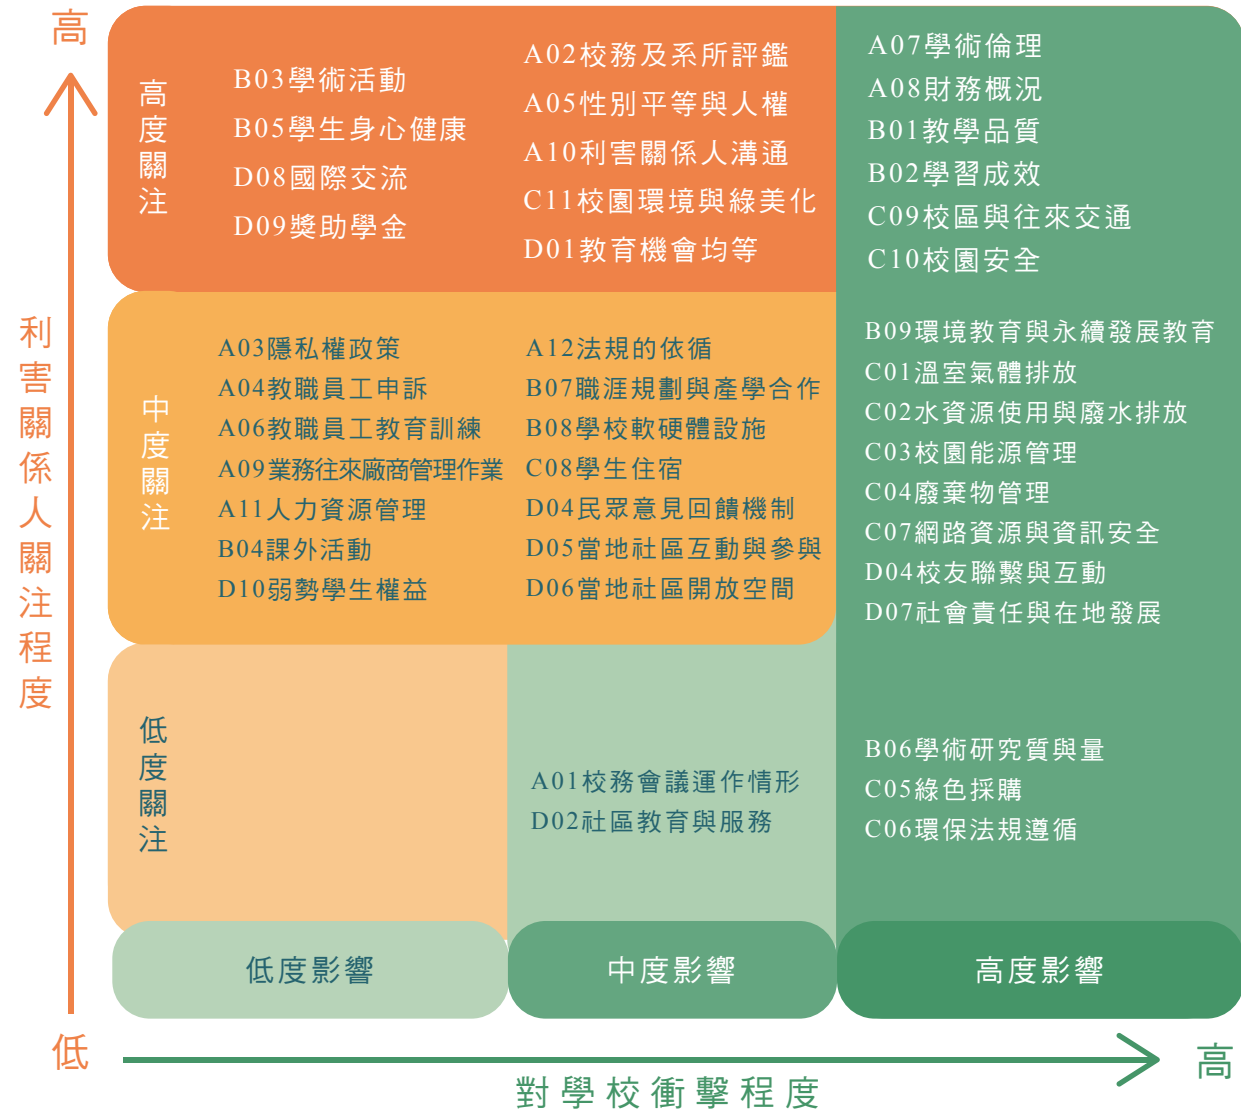 高
高度關注
B03學術活動
B05學生身心健康
D08國際交流
D09獎助學金
A02校務及系所評鑑
A05性別平等與人權
A10利害關係人溝通
C11校園環境與綠美化
D01教育機會均等
A07學術倫理
A08財務概況
B01教學品質
B02學習成效
C09校區與往來交通
C10校園安全
利害關係人關注程度
中度關注
A03隱私權政策
A04教職員工申訴
A06教職員工教育訓練
A09業務往來廠商管理作業
A11人力資源管理
B04課外活動
D10弱勢學生權益
A12法規的依循
B07職涯規劃與產學合作
B08學校軟硬體設施
C08學生住宿
D04民眾意見回饋機制
D05當地社區互動與參與
D06當地社區開放空間
B09環境教育與永續發展教育
C01溫室氣體排放
C02水資源使用與廢水排放
C03校園能源管理
C04廢棄物管理
C07網路資源與資訊安全
D04校友聯繫與互動
D07社會責任與在地發展
低度關注
A01校務會議運作情形
D02社區教育與服務
B06學術研究質與量
C05綠色採購
C06環保法規遵循
低度影響
中度影響
高度影響
低
對學校衝擊程度
高